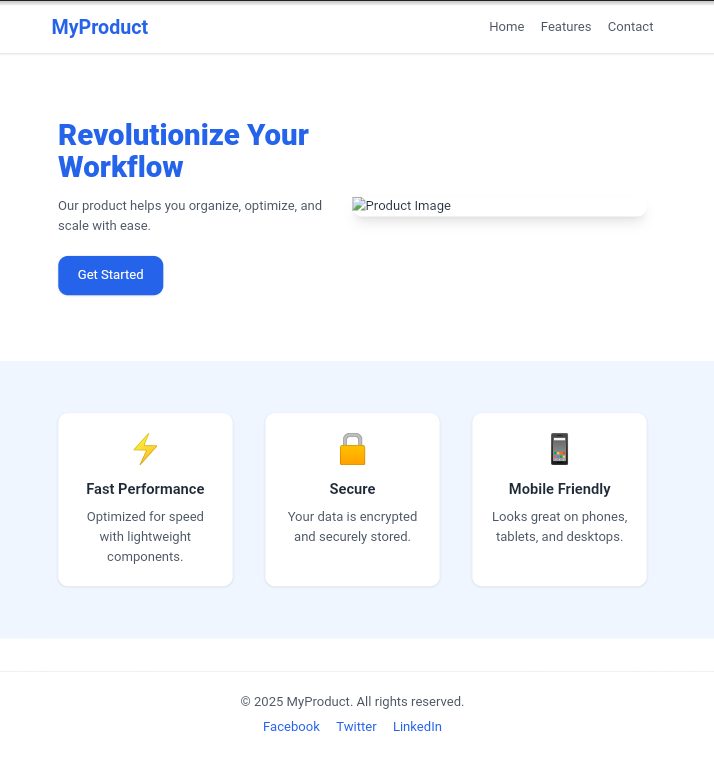 MyProduct
Home Features Contact
Revolutionize Your
Workflow
Our product helps you organize, optimize, and
scale with ease.
Get Started
Product Image
Fast Performance
Optimized for speed
with lightweight
components.
Secure
Your data is encrypted
and securely stored.
Mobile Friendly
Looks great on phones,
tablets, and desktops.
© 2025 MyProduct. All rights reserved.
Facebook Twitter LinkedIn